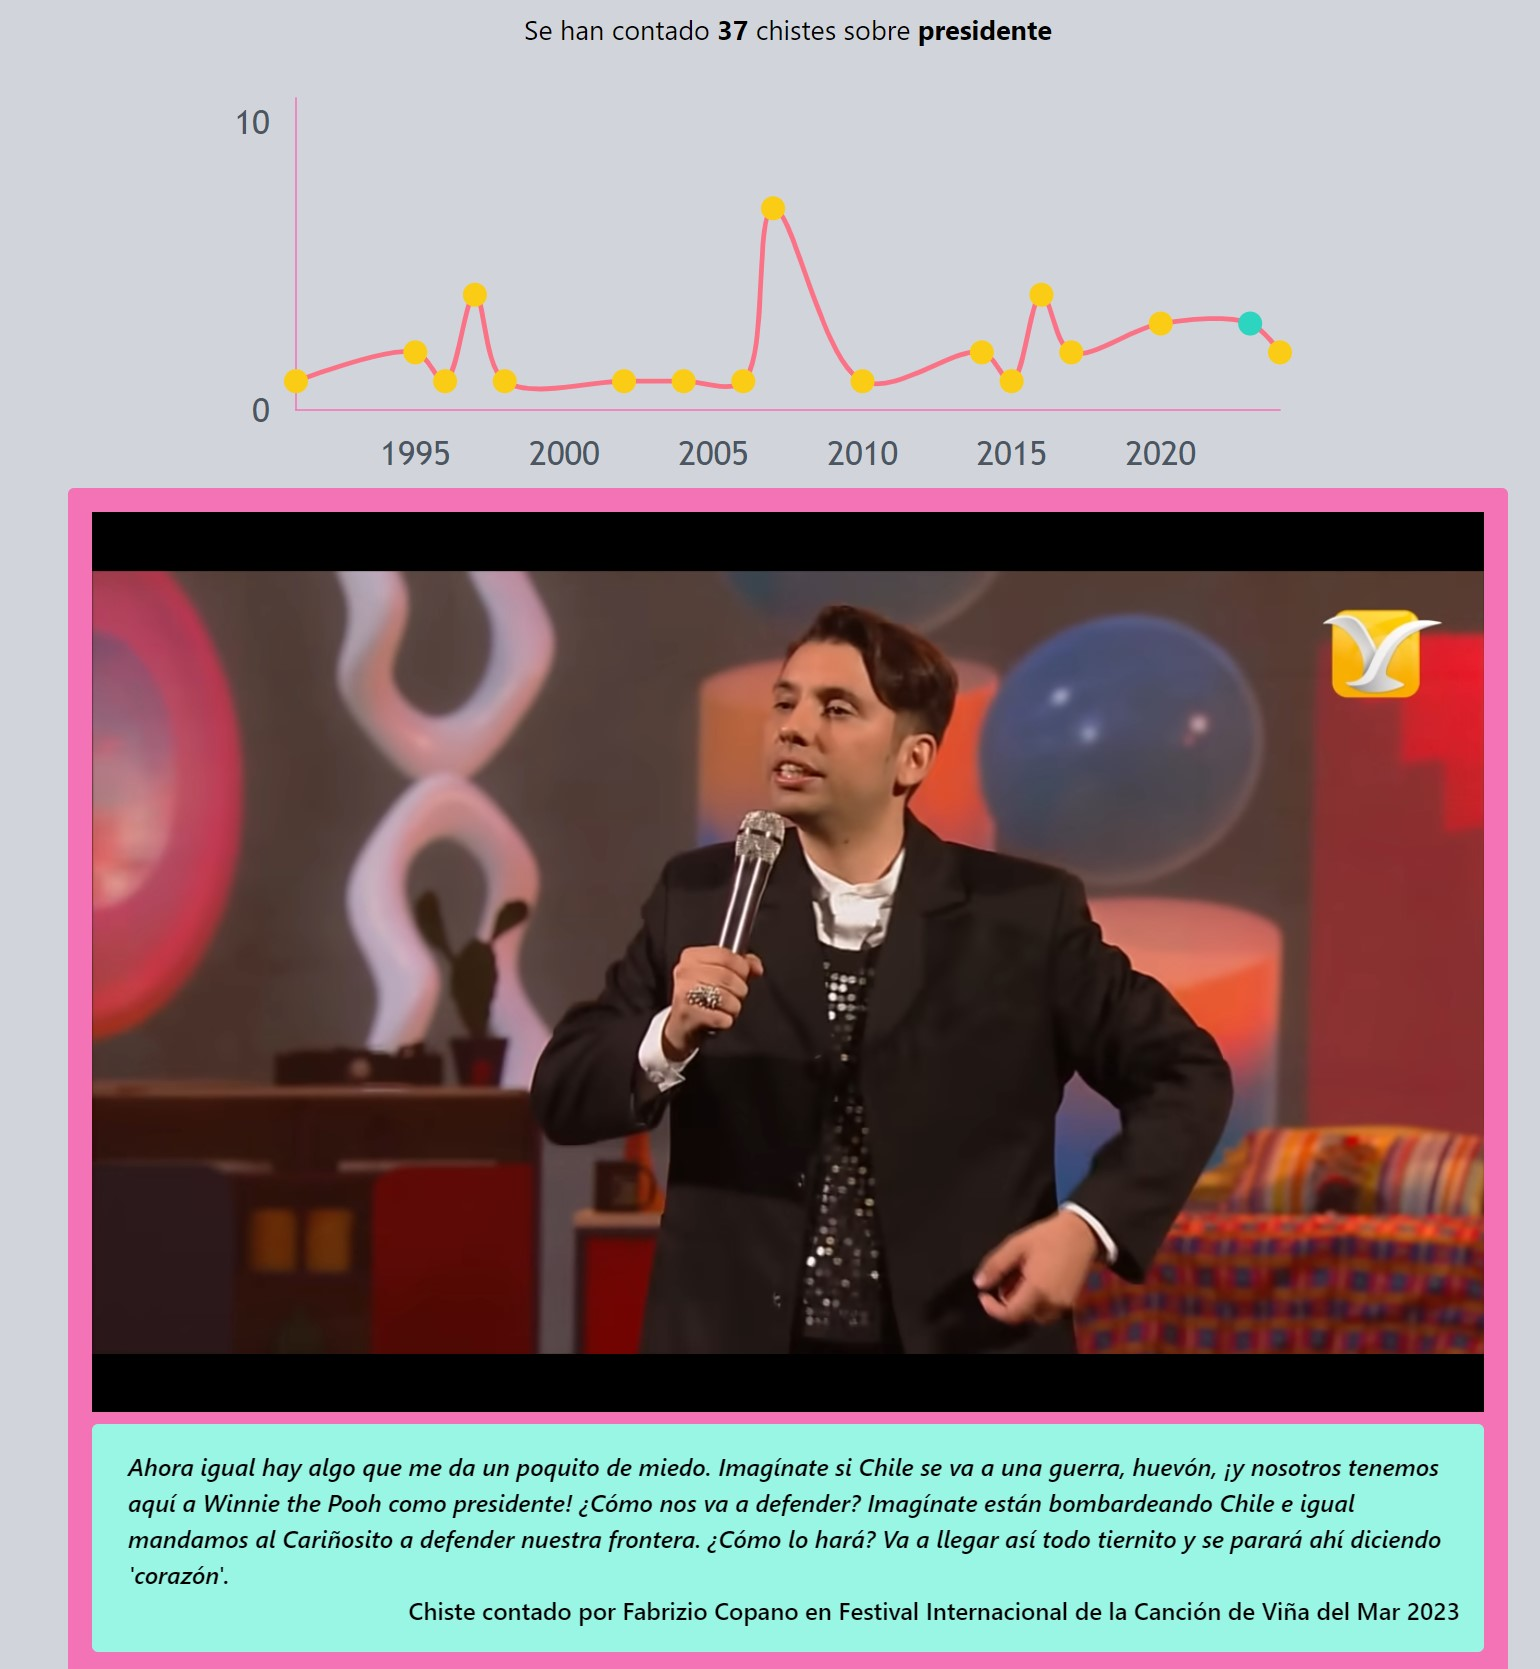 Se han contado 37 chistes sobre presidente
10
0
1995 2000 2005 2010 2015 2020
Ahora igual hay algo que me da un poquito de miedo. Imagínate si Chile se va a una guerra, huevón, ¡y nosotros tenemos
aquí a Winnie the Pooh como presidente! ¿Cómo nos va a defender? Imagínate están bombardeando Chile e igual
mandamos al Cariñosito a defender nuestra frontera. ¿Cómo lo hará? Va a llegar así todo tiernito y se parará ahí diciendo
'corazón'.
Chiste contado por Fabrizio Copano en Festival Internacional de la Canción de Viña del Mar 2023